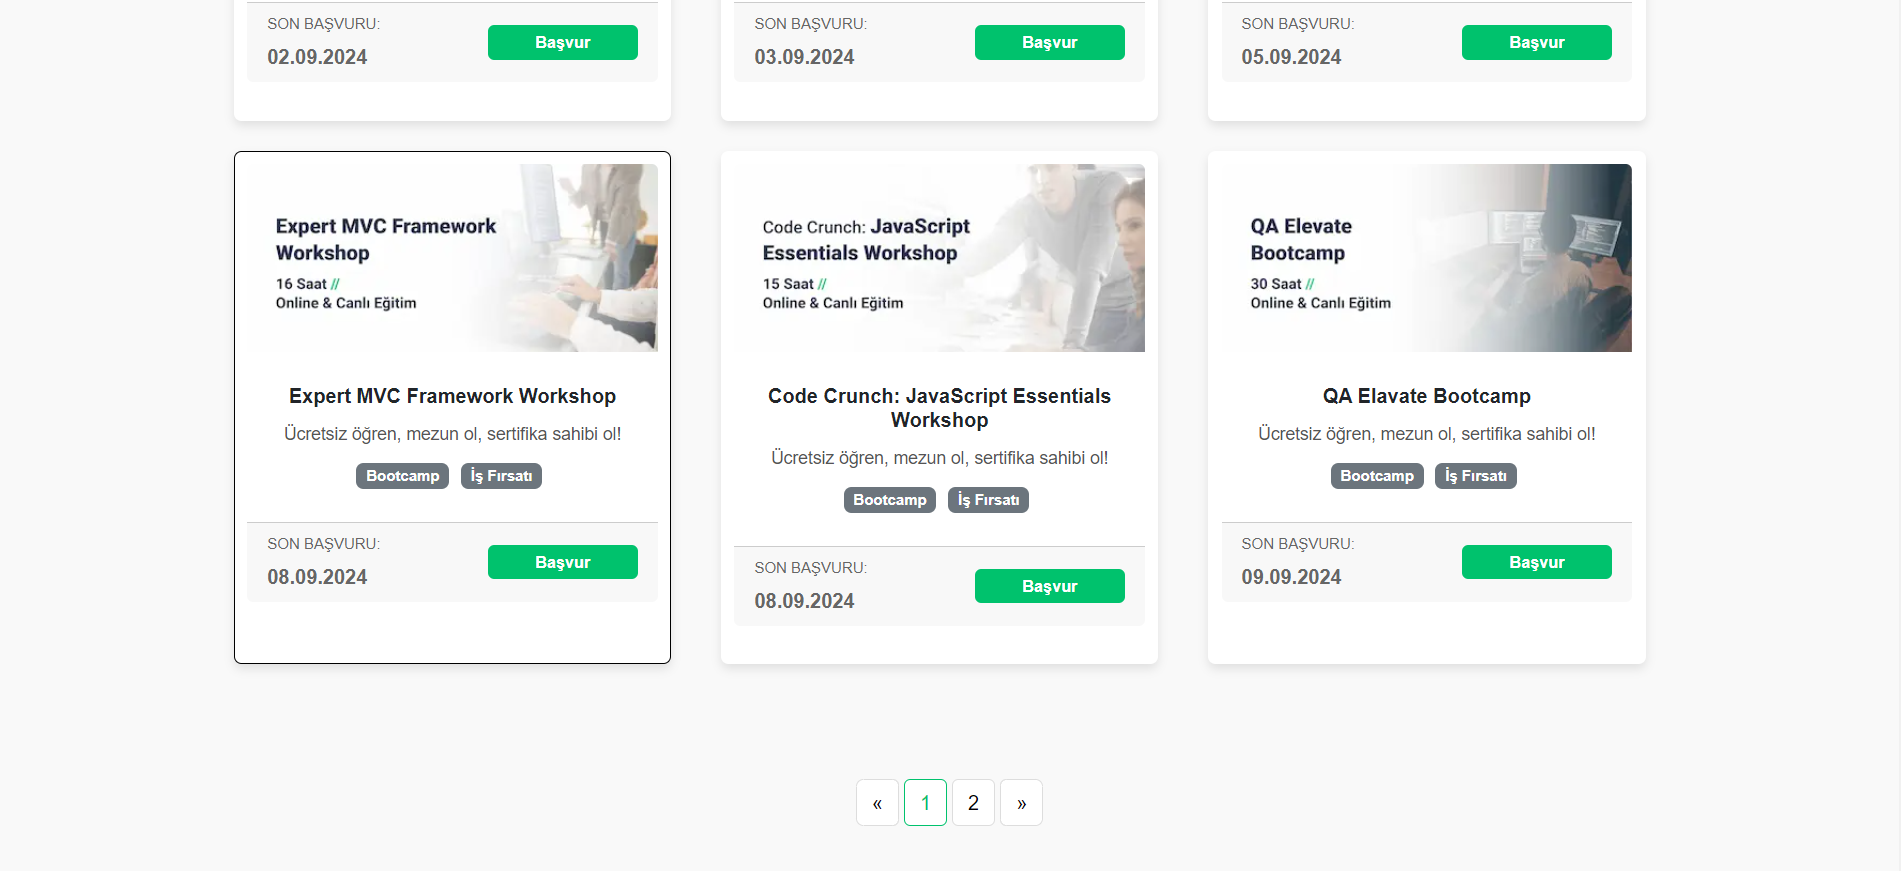 SON BAŞVURU:
02.09.2024
Başvur
SON BAŞVURU:
03.09.2024
Başvur
SON BAŞVURU:
05.09.2024
Başvur
Expert MVC Framework
Workshop
16 Saat //
Online & Canlı Eğitim
Expert MVC Framework Workshop
Ücretsiz öğren, mezun ol, sertifika sahibi ol!
Bootcamp İş Fırsatı
SON BAŞVURU:
08.09.2024
Başvur
Code Crunch: JavaScript
Essentials Workshop
15 Saat //
Online & Canlı Eğitim
Code Crunch: JavaScript Essentials
Workshop
Ücretsiz öğren, mezun ol, sertifika sahibi ol!
Bootcamp İş Fırsatı
SON BAŞVURU:
08.09.2024
Başvur
QA Elevate
Bootcamp
30 Saat //
Online & Canlı Eğitim
QA Elavate Bootcamp
Ücretsiz öğren, mezun ol, sertifika sahibi ol!
Bootcamp İş Fırsatı
SON BAŞVURU:
09.09.2024
Başvur
« 1 2 »